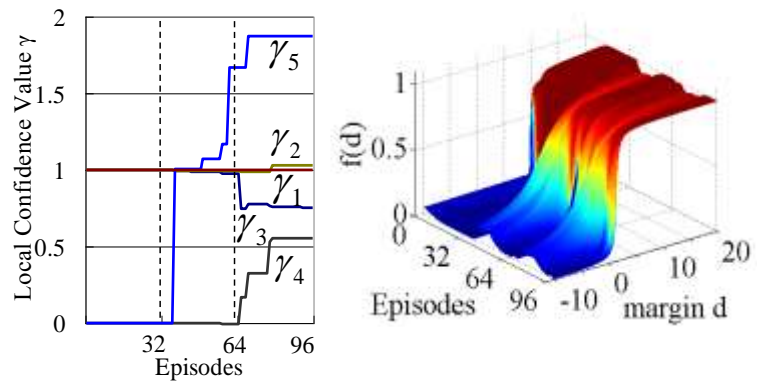 Local Confidence Value γ
2
1.5
1
0.5
0
γ5
γ2
γ1
γ3
γ4
32
64
96
Episodes
f(d)
1
0.5
0
0
32
64
96
Episodes
-10
0
10
20
margin d